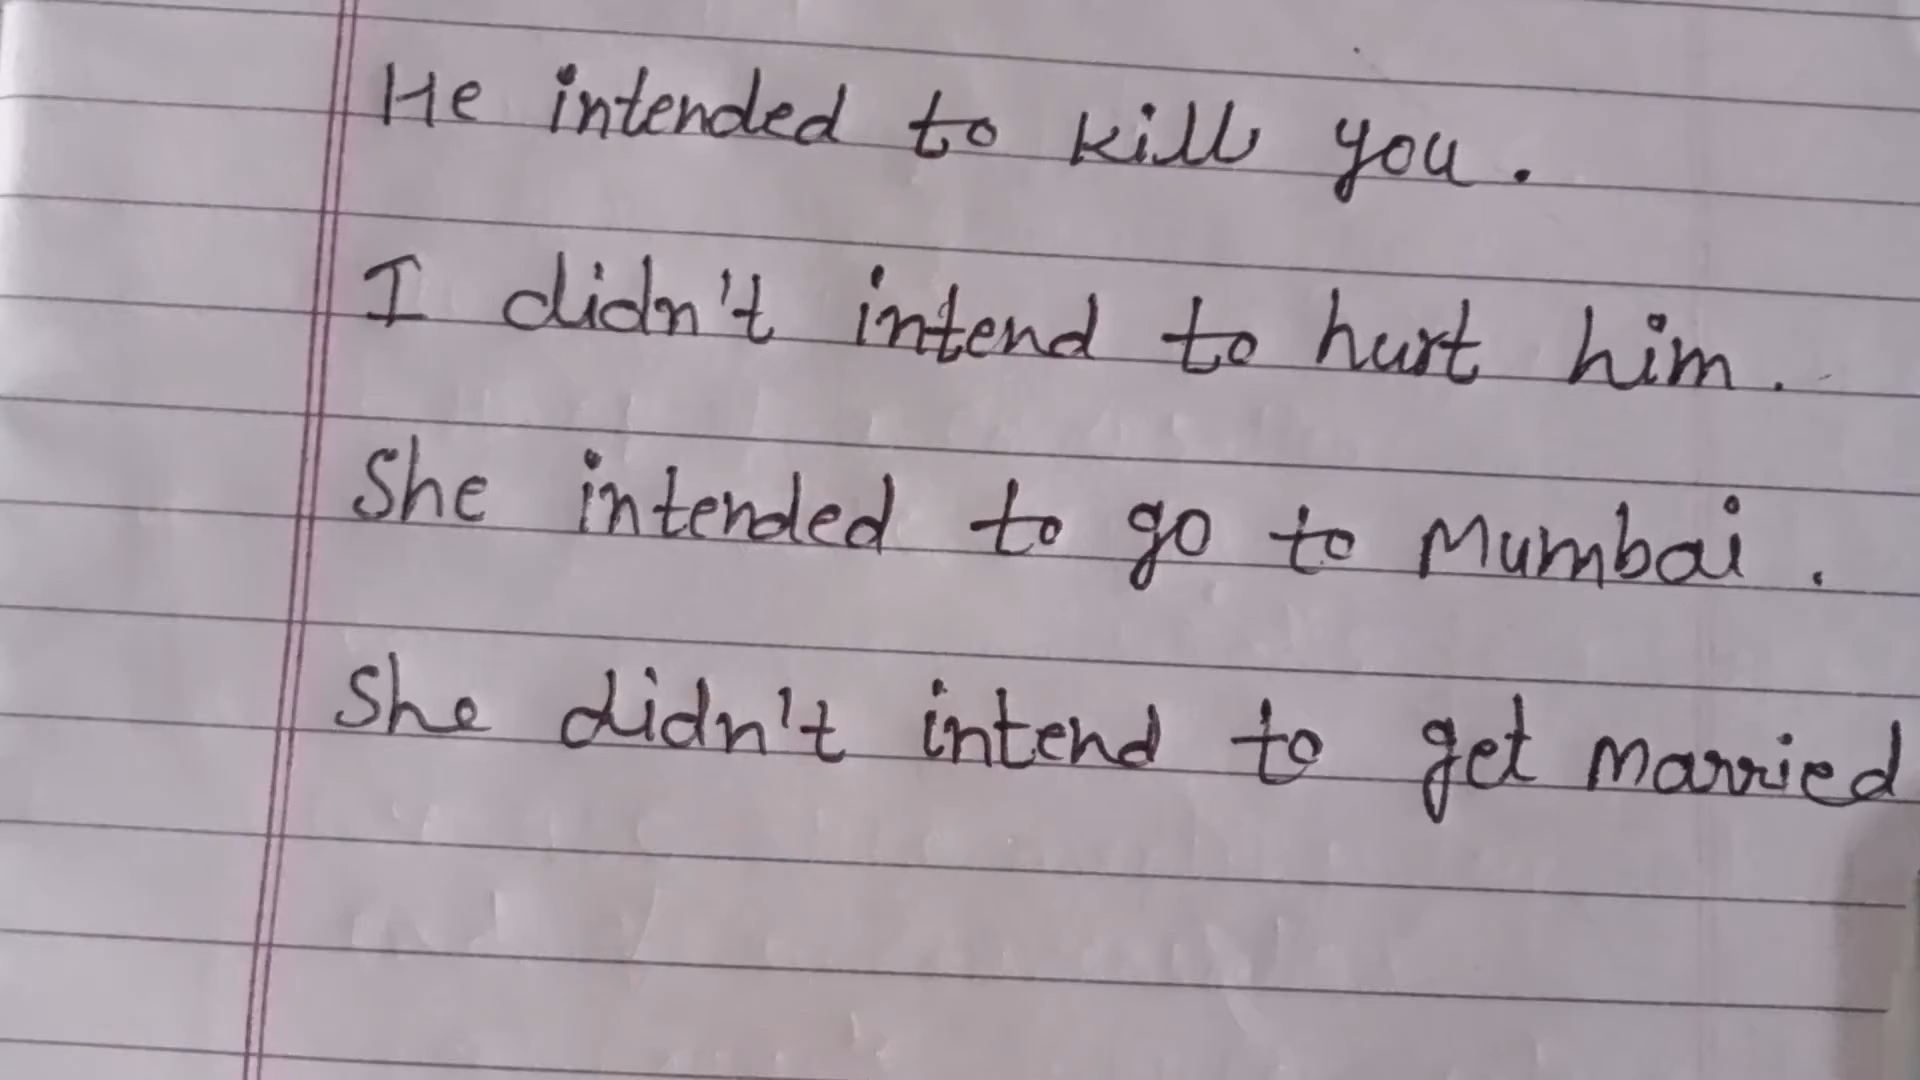 He intended to kill you.
I didn't intend to hurt him.
She intended to go to Mumbai.
She didn't intend to get married